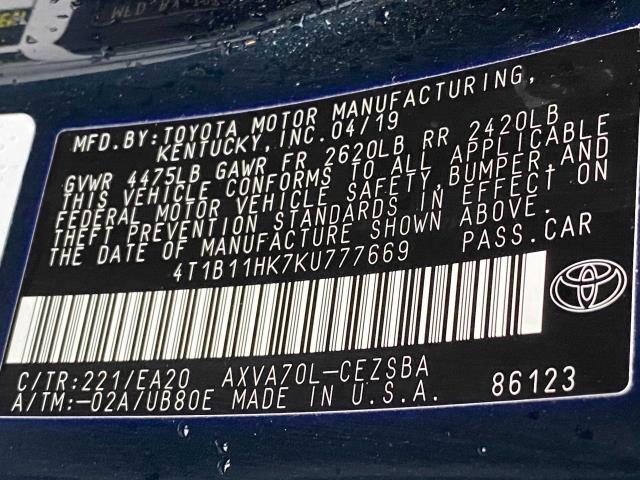 MFD.BY:TOYOTA MOTOR MANUFACTURING,
KENTUCKY,INC.04/19
GVWR 4475LB GAWR FR 2620LB RR 2420LB
THIS VEHICLE CONFORMS TO ALL APPLICABLE
FEDERAL MOTOR VEHICLE SAFETY,BUMPER,AND
THEFT PREVENTION STANDARDS IN EFFECT ON
THE DATE OF MANUFACTURE SHOWN ABOVE.
4T1B11HK7KU777669 PASS.CAR
C/TR:221/EA20 AXVA70L-CEZSBA
A/TM:-02A/UB80E MADE IN U.S.A. 86123